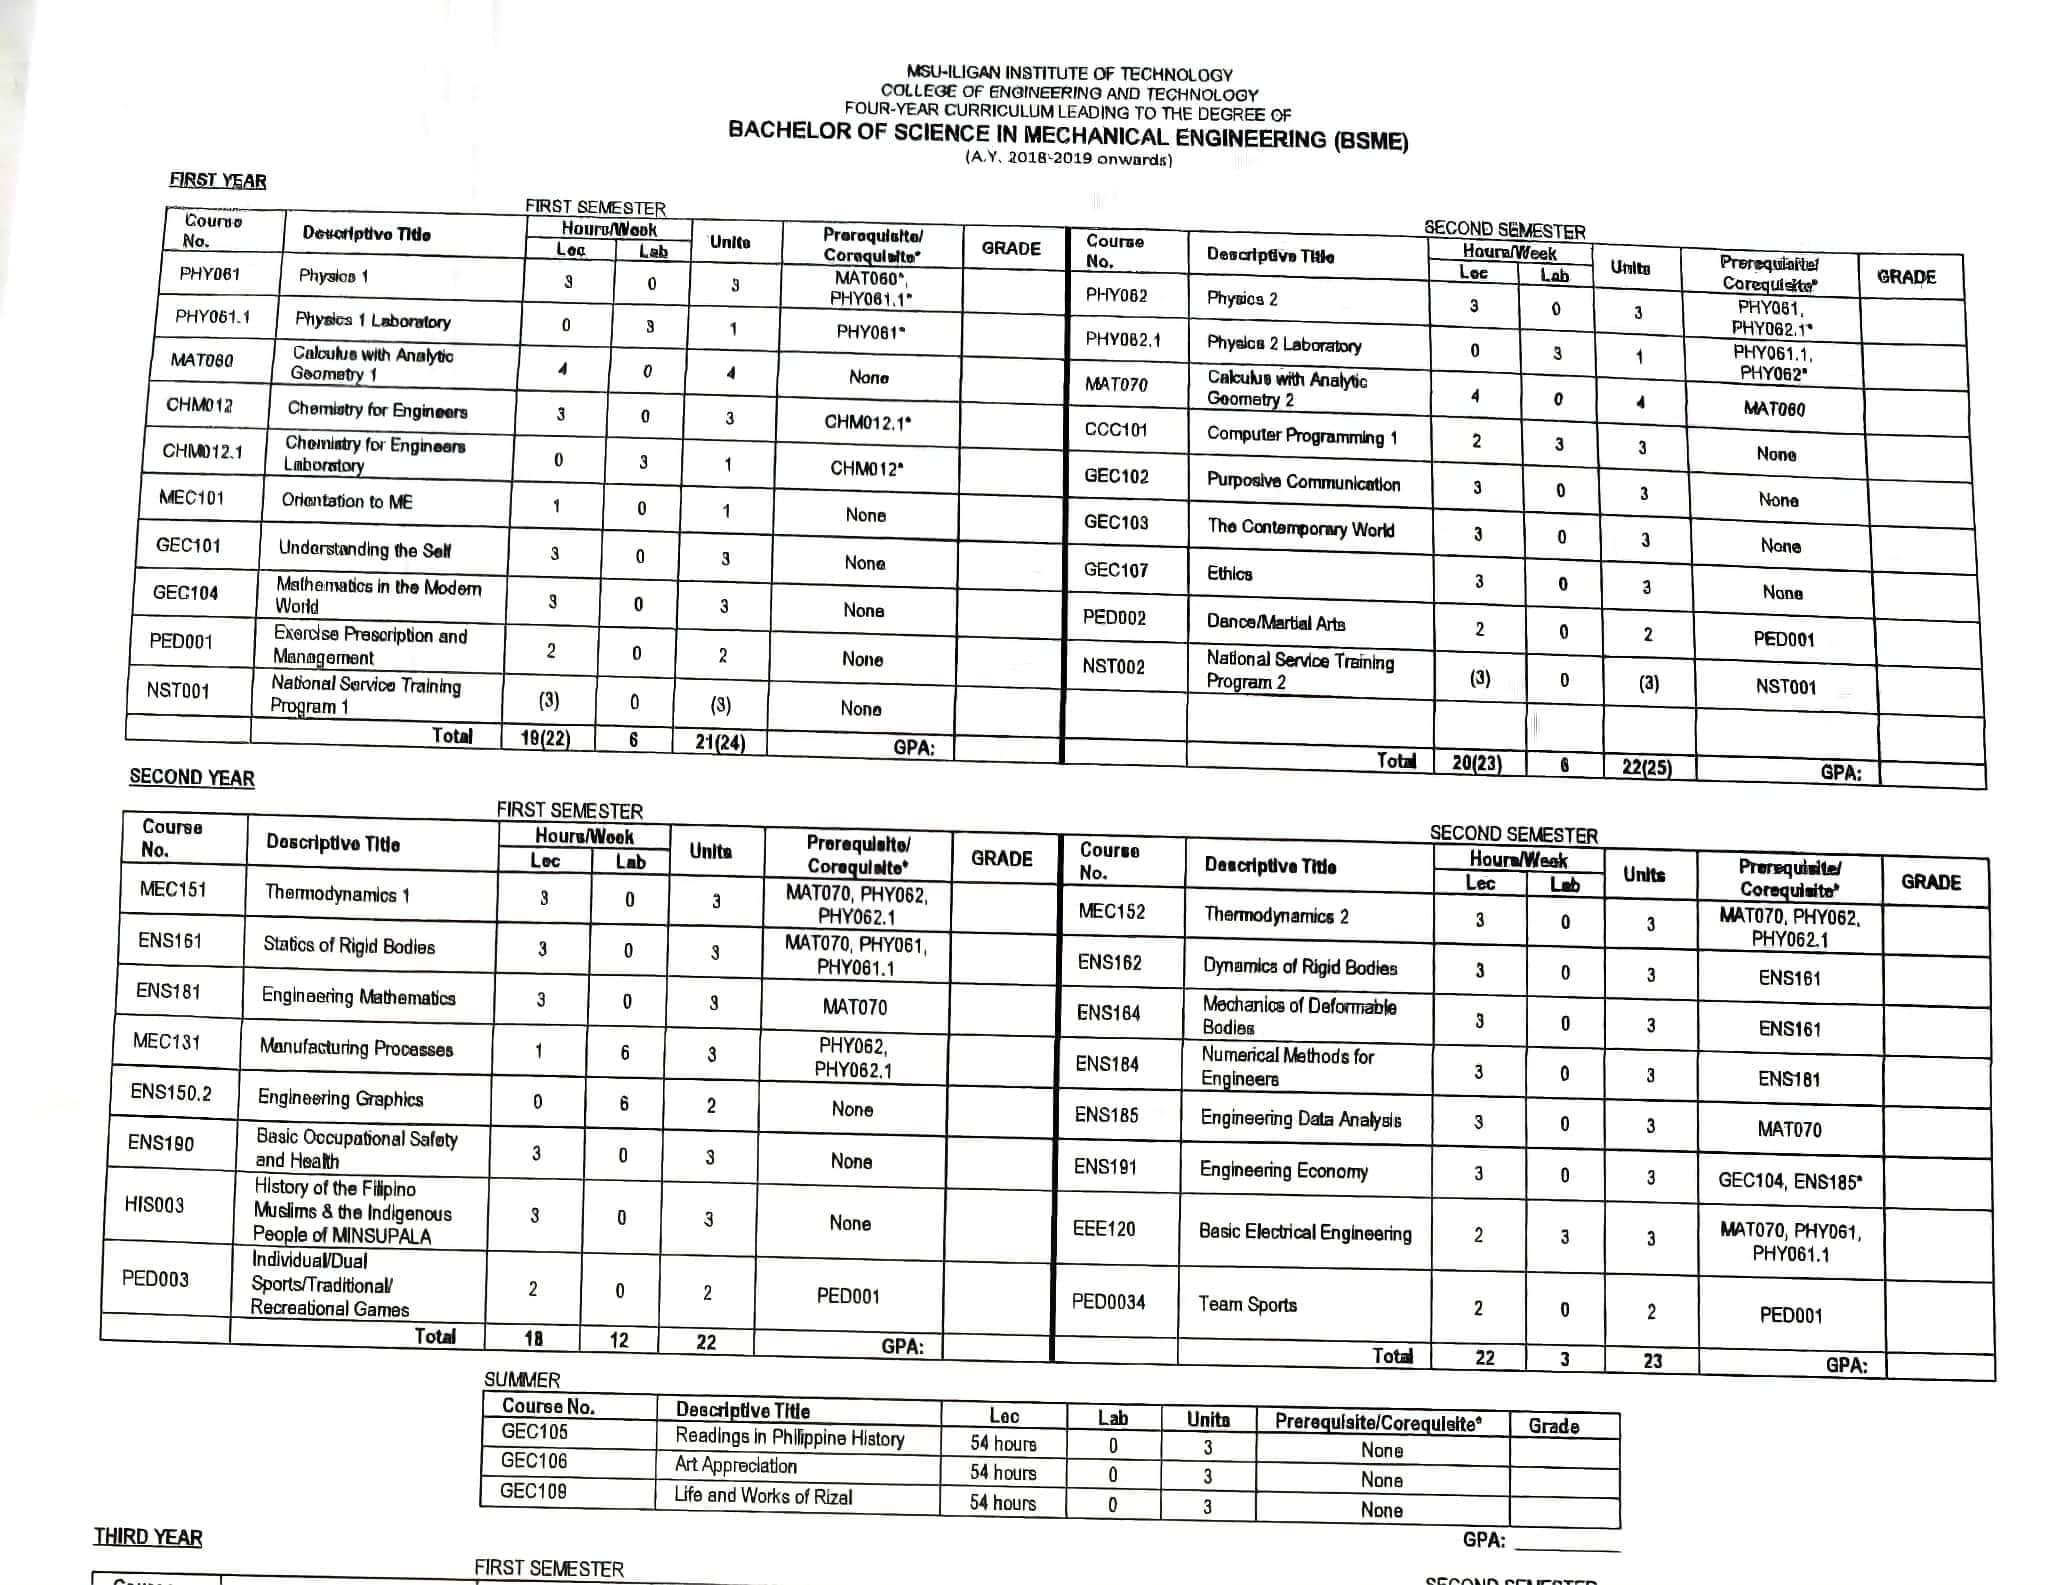 MSU-ILIGAN INSTITUTE OF TECHNOLOGY
COLLEGE OF ENGINEERING AND TECHNOLOGY
FOUR-YEAR CURRICULUM LEADING TO THE DEGREE OF
BACHELOR OF SCIENCE IN MECHANICAL ENGINEERING (BSME)
(A.Y. 2018-2019 onwards)
FIRST YEAR
FIRST SEMESTER
Course No. Descriptive Title Hours/Week Lec Lab Units Prerequisite/ Corequisite* GRADE
PHY061 Physics 1 3 0 3 MAT060*, PHY061.1*
PHY061.1 Physics 1 Laboratory 0 3 1 PHY061*
MAT060 Calculus with Analytic Geometry 1 4 0 4 None
CHM012 Chemistry for Engineers 3 0 3 CHM012.1*
CHM012.1 Chemistry for Engineers Laboratory 0 3 1 CHM012*
MEC101 Orientation to ME 1 0 1 None
GEC101 Understanding the Self 3 0 3 None
GEC104 Mathematics in the Modern World 3 0 3 None
PED001 Exercise Prescription and Management 2 0 2 None
NST001 National Service Training Program 1 (3) 0 (3) None
Total 19(22) 6 21(24) GPA:
SECOND SEMESTER
Course No. Descriptive Title Hours/Week Lec Lab Units Prerequisite/ Corequisite* GRADE
PHY062 Physics 2 3 0 3 PHY061, PHY062.1*
PHY062.1 Physics 2 Laboratory 0 3 1 PHY061.1, PHY062*
MAT070 Calculus with Analytic Geometry 2 4 0 4 MAT060
CCC101 Computer Programming 1 2 3 3 None
GEC102 Purposive Communication 3 0 3 None
GEC103 The Contemporary World 3 0 3 None
GEC107 Ethics 3 0 3 None
PED002 Dance/Martial Arts 2 0 2 PED001
NST002 National Service Training Program 2 (3) 0 (3) NST001
Total 20(23) 6 22(25) GPA:
SECOND YEAR
FIRST SEMESTER
Course No. Descriptive Title Hours/Week Lec Lab Units Prerequisite/ Corequisite* GRADE
MEC151 Thermodynamics 1 3 0 3 MAT070, PHY062, PHY062.1
ENS161 Statics of Rigid Bodies 3 0 3 MAT070, PHY061, PHY061.1
ENS181 Engineering Mathematics 3 0 3 MAT070
MEC131 Manufacturing Processes 1 6 3 PHY062, PHY062.1
ENS150.2 Engineering Graphics 0 6 2 None
ENS190 Basic Occupational Safety and Health 3 0 3 None
HIS003 History of the Filipino Muslims & the Indigenous People of MINSUPALA 3 0 3 None
PED003 Individual/Dual Sports/Traditional/ Recreational Games 2 0 2 PED001
Total 18 12 22 GPA:
SECOND SEMESTER
Course No. Descriptive Title Hours/Week Lec Lab Units Prerequisite/ Corequisite* GRADE
MEC152 Thermodynamics 2 3 0 3 MAT070, PHY062, PHY062.1
ENS162 Dynamics of Rigid Bodies 3 0 3 ENS161
ENS164 Mechanics of Deformable Bodies 3 0 3 ENS161
ENS184 Numerical Methods for Engineers 3 0 3 ENS181
ENS185 Engineering Data Analysis 3 0 3 MAT070
ENS191 Engineering Economy 3 0 3 GEC104, ENS185*
EEE120 Basic Electrical Engineering 2 3 3 MAT070, PHY061, PHY061.1
PED0034 Team Sports 2 0 2 PED001
Total 22 3 23 GPA:
SUMMER
Course No. Descriptive Title Lec Lab Units Prerequisite/Corequisite* Grade
GEC105 Readings in Philippine History 54 hours 0 3 None
GEC106 Art Appreciation 54 hours 0 3 None
GEC109 Life and Works of Rizal 54 hours 0 3 None
GPA:
THIRD YEAR
FIRST SEMESTER
SECOND SEMESTER